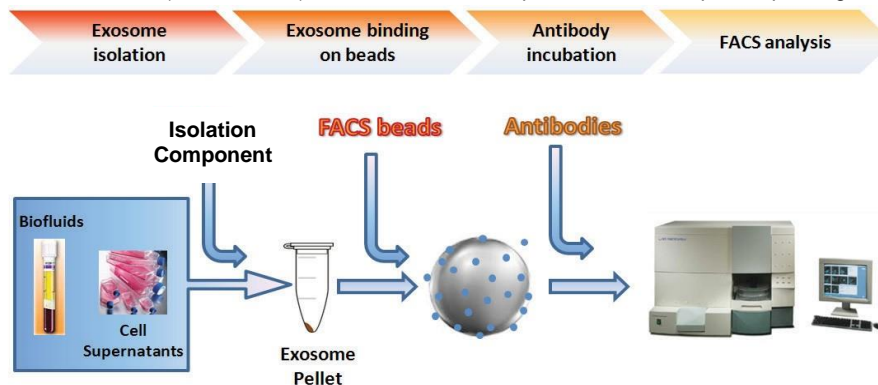 Exosome
isolation
Exosome binding
on beads
Antibody
incubation
FACS analysis
Isolation
Component
FACS beads
Antibodies
Biofluids
Cell
Supernatants
Exosome
Pellet